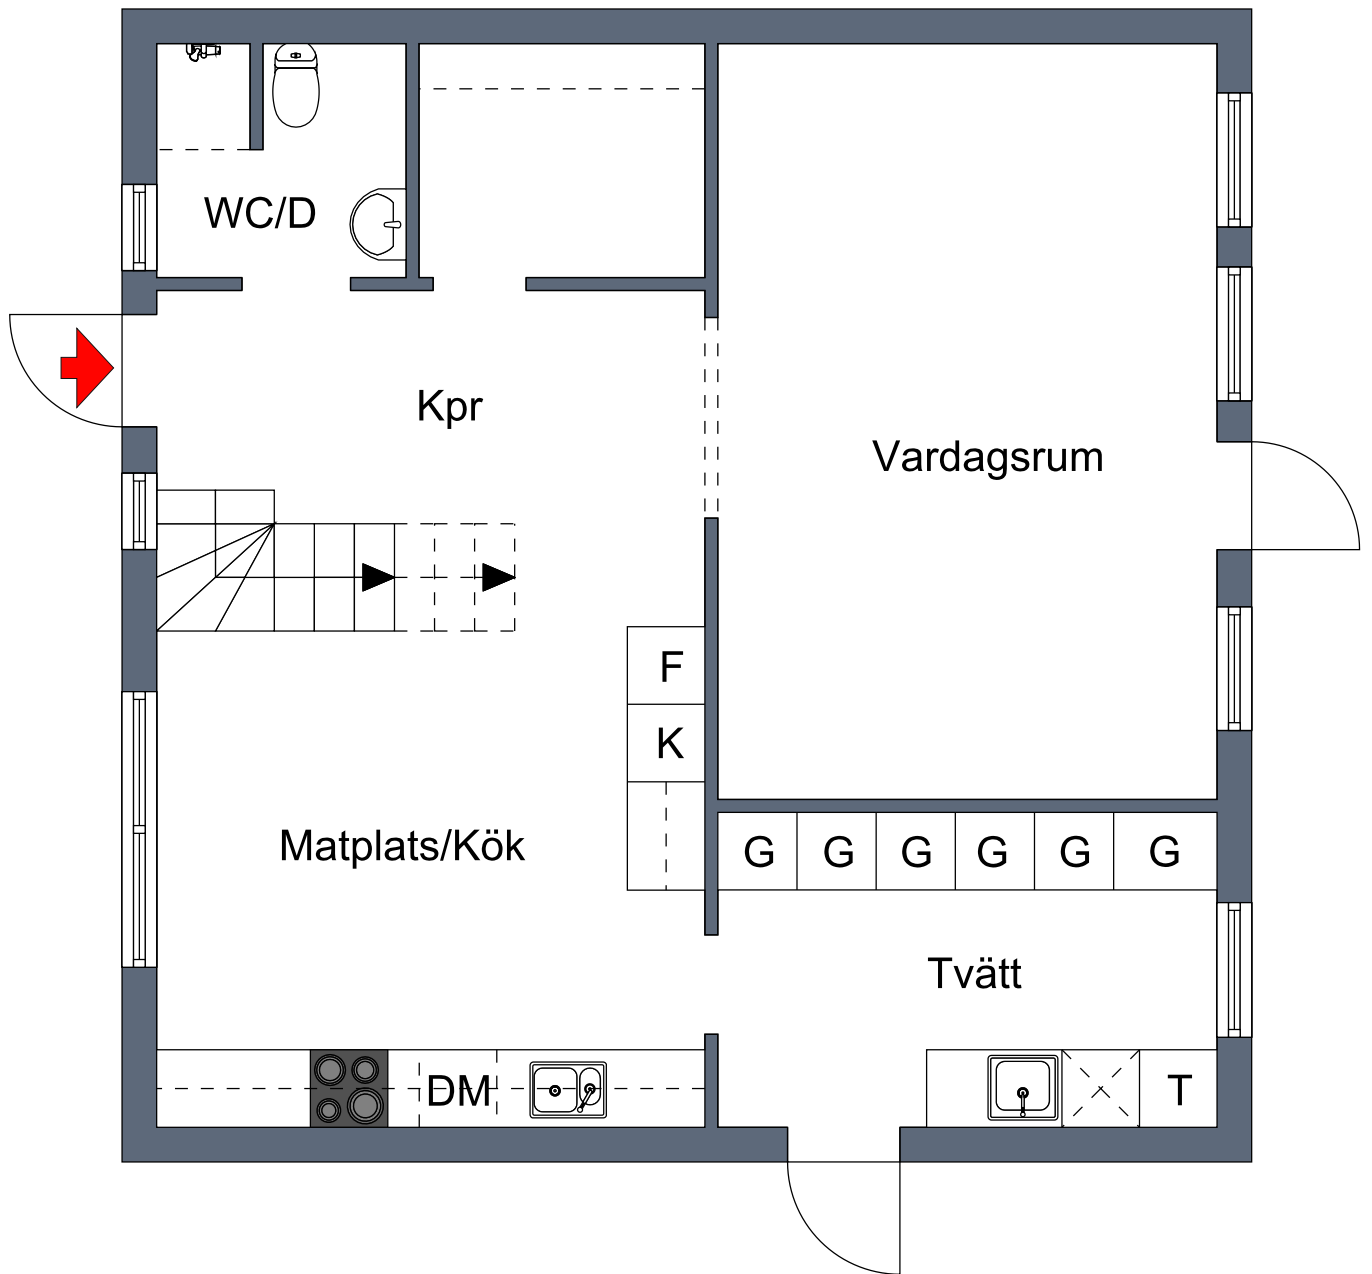 WC/D
Kpr
Vardagsrum
F
K
Matplats/Kök
G G G G G G
Tvätt
DM
T